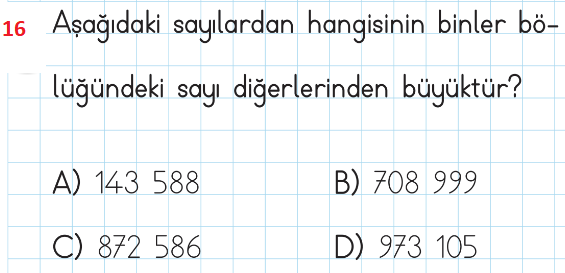 16 Aşağıdaki sayılardan hangisinin binler bö-
lüğündeki sayı diğerlerinden büyüktür?
A) 143 588 B) 708 999
C) 872 586 D) 973 105